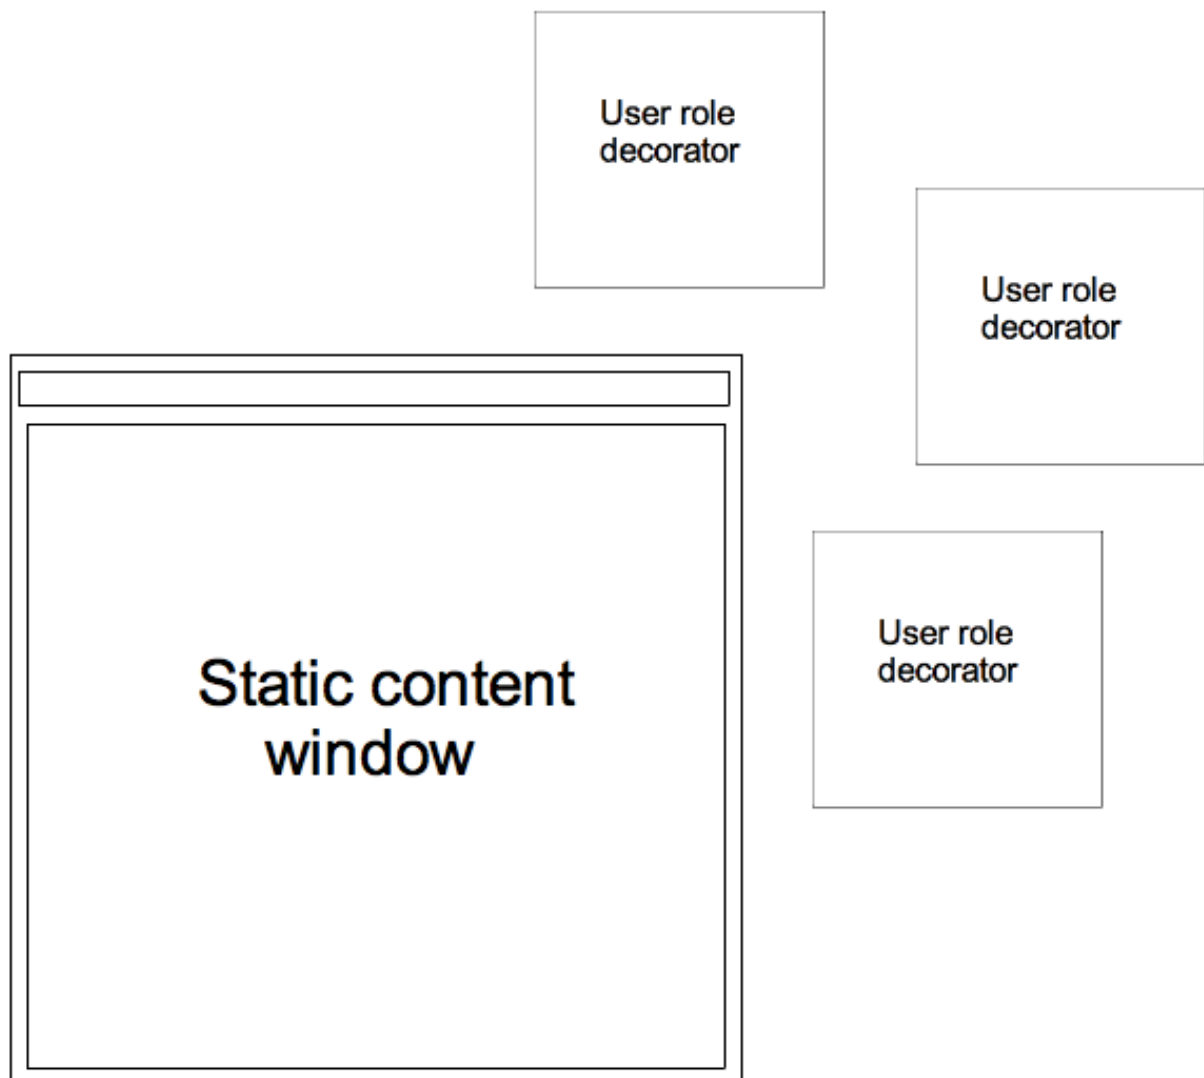 User role
decorator
User role
decorator
User role
decorator
Static content
window